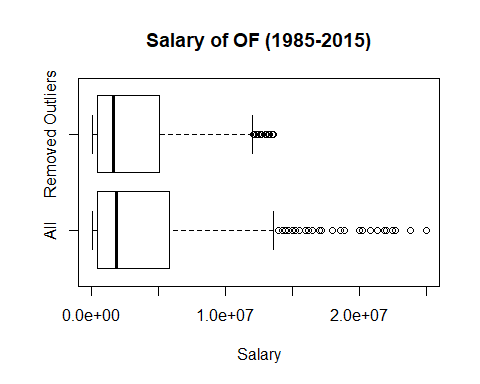 Salary of OF (1985-2015)
Removed Outliers
All
0.0e+00 1.0e+07 2.0e+07
Salary